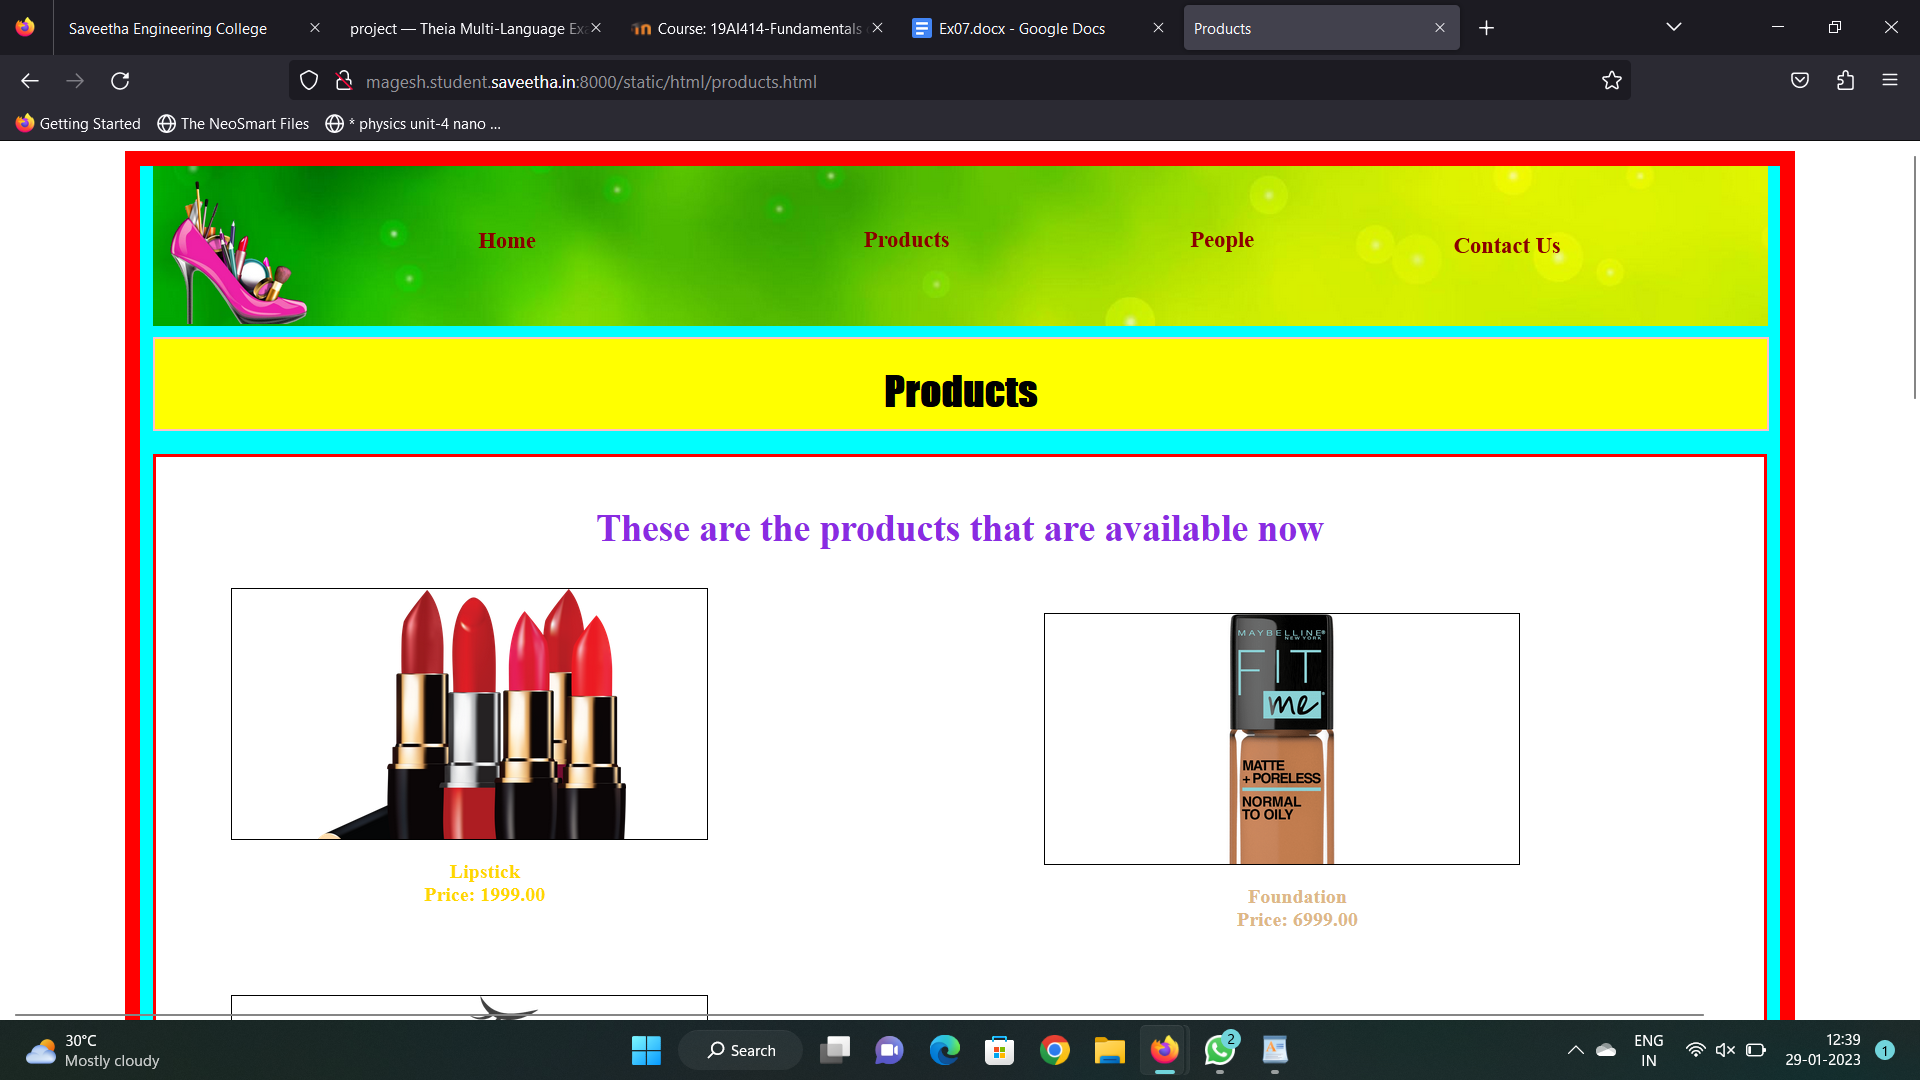 Saveetha Engineering College
project — Theia Multi-Language Ex
Course: 19AI414-Fundamentals
Ex07.docx - Google Docs
Products
magesh.student.saveetha.in:8000/static/html/products.html
Getting Started
The NeoSmart Files
* physics unit-4 nano ...
Home
Products
People
Contact Us
Products
These are the products that are available now
MAYBELLINE®
NEW YORK
FIT
me
MATTE
+ PORELESS
NORMAL
TO OILY
Lipstick
Price: 1999.00
Foundation
Price: 6999.00
30°C
Mostly cloudy
Search
2
ENG
IN
12:39
29-01-2023
1